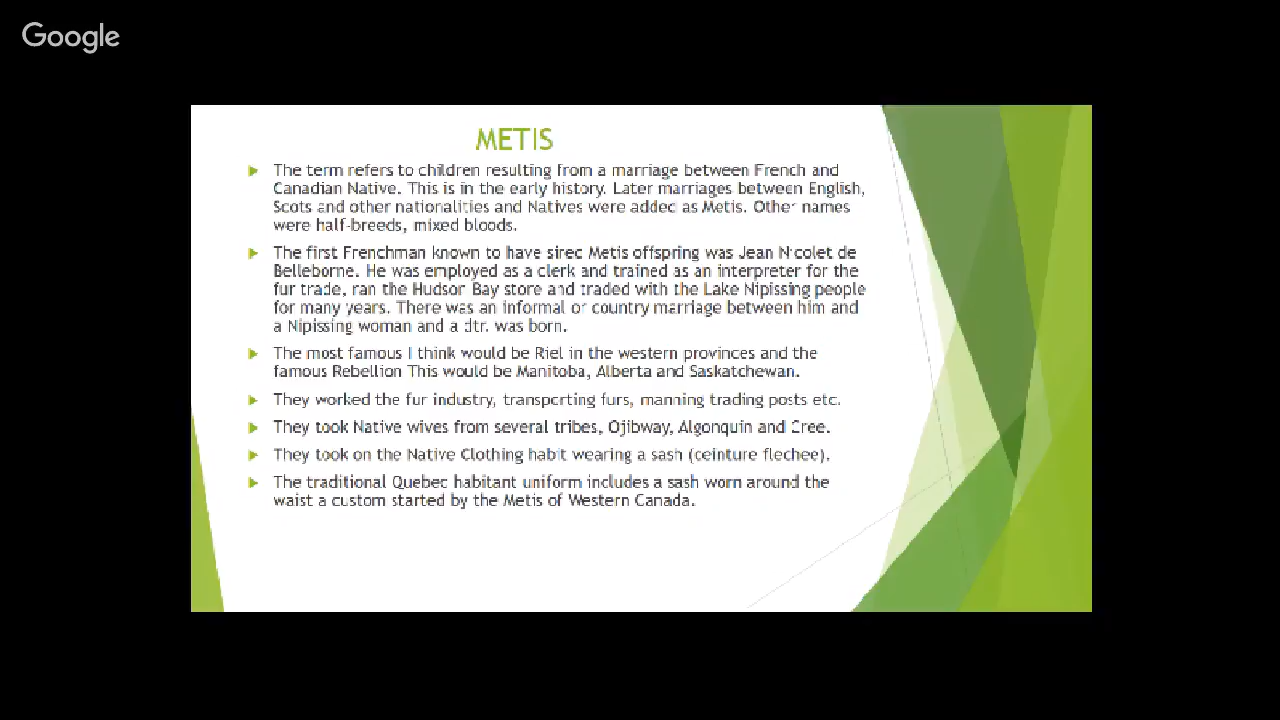 Google
METIS
The term refers to children resulting from a marriage between French and
Canadian Native. This is in the early history. Later marriages between English,
Scots and other nationalities and Natives were added as Metis. Other names
were half-breeds, mixed bloods.
The first Frenchman known to have sired Metis offspring was Jean Nicolet de
Belleborne. He was employed as a clerk and trained as an interpreter for the
fur trade, ran the Hudson Bay store and traded with the Lake Nipissing people
for many years. There was an informal or country marriage between him and
a Nipissing woman and a dtr. was born.
The most famous I think would be Riel in the western provinces and the
famous Rebellion This would be Manitoba, Alberta and Saskatchewan.
They worked the fur industry, transporting furs, manning trading posts etc.
They took Native wives from several tribes, Ojibway, Algonquin and Cree.
They took on the Native Clothing habit wearing a sash (ceinture flechee).
The traditional Quebec habitant uniform includes a sash worn around the
waist a custom started by the Metis of Western Canada.